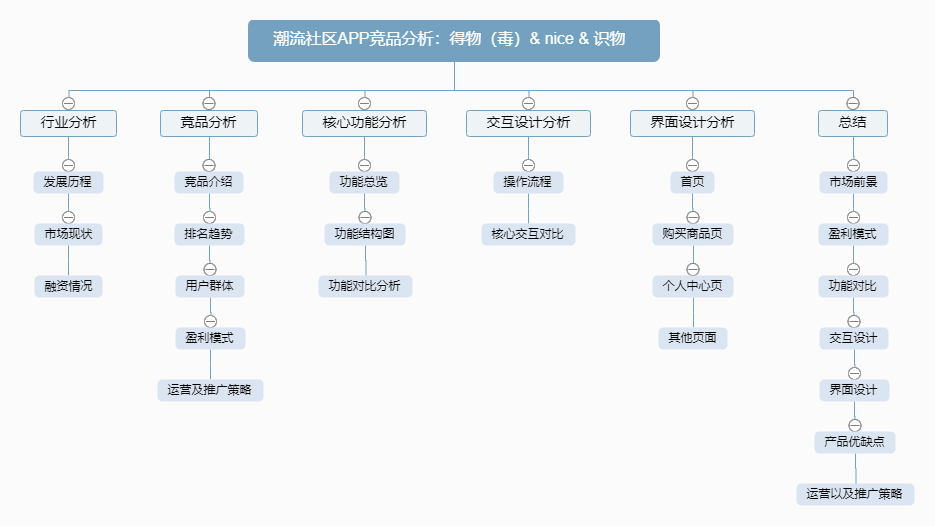 潮流社区APP竞品分析：得物（毒）& nice & 识物
行业分析
发展历程
市场现状
融资情况
竞品分析
竞品介绍
排名趋势
用户群体
盈利模式
运营及推广策略
核心功能分析
功能总览
功能结构图
功能对比分析
交互设计分析
操作流程
核心交互对比
界面设计分析
首页
购买商品页
个人中心页
其他页面
总结
市场前景
盈利模式
功能对比
交互设计
界面设计
产品优缺点
运营以及推广策略